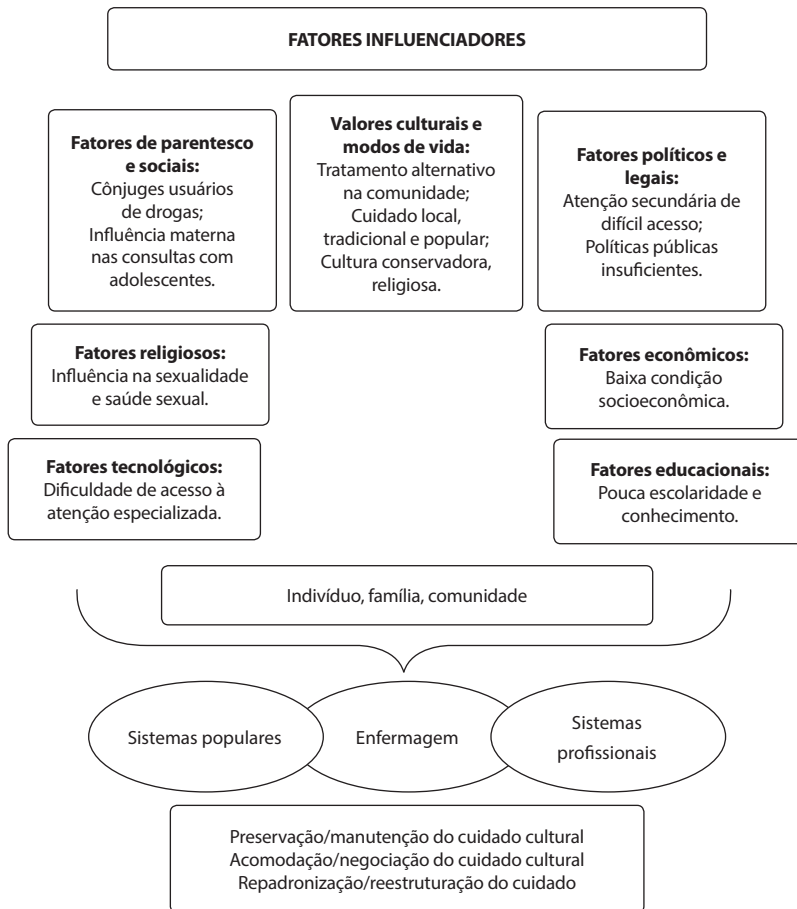 FATORES INFLUENCIADORES
Fatores de parentesco
e sociais:
Cônjuges usuários
de drogas;
Influência materna
nas consultas com
adolescentes.
Valores culturais e
modos de vida:
Tratamento alternativo
na comunidade;
Cuidado local,
tradicional e popular;
Cultura conservadora,
religiosa.
Fatores políticos e
legais:
Atenção secundária de
difícil acesso;
Políticas públicas
insuficientes.
Fatores religiosos:
Influência na sexualidade
e saúde sexual.
Fatores econômicos:
Baixa condição
socioeconômica.
Fatores tecnológicos:
Dificuldade de acesso à
atenção especializada.
Fatores educacionais:
Pouca escolaridade e
conhecimento.
Indivíduo, família, comunidade
Sistemas populares
Enfermagem
Sistemas
profissionais
Preservação/manutenção do cuidado cultural
Acomodação/negociação do cuidado cultural
Repadronização/reestruturação do cuidado